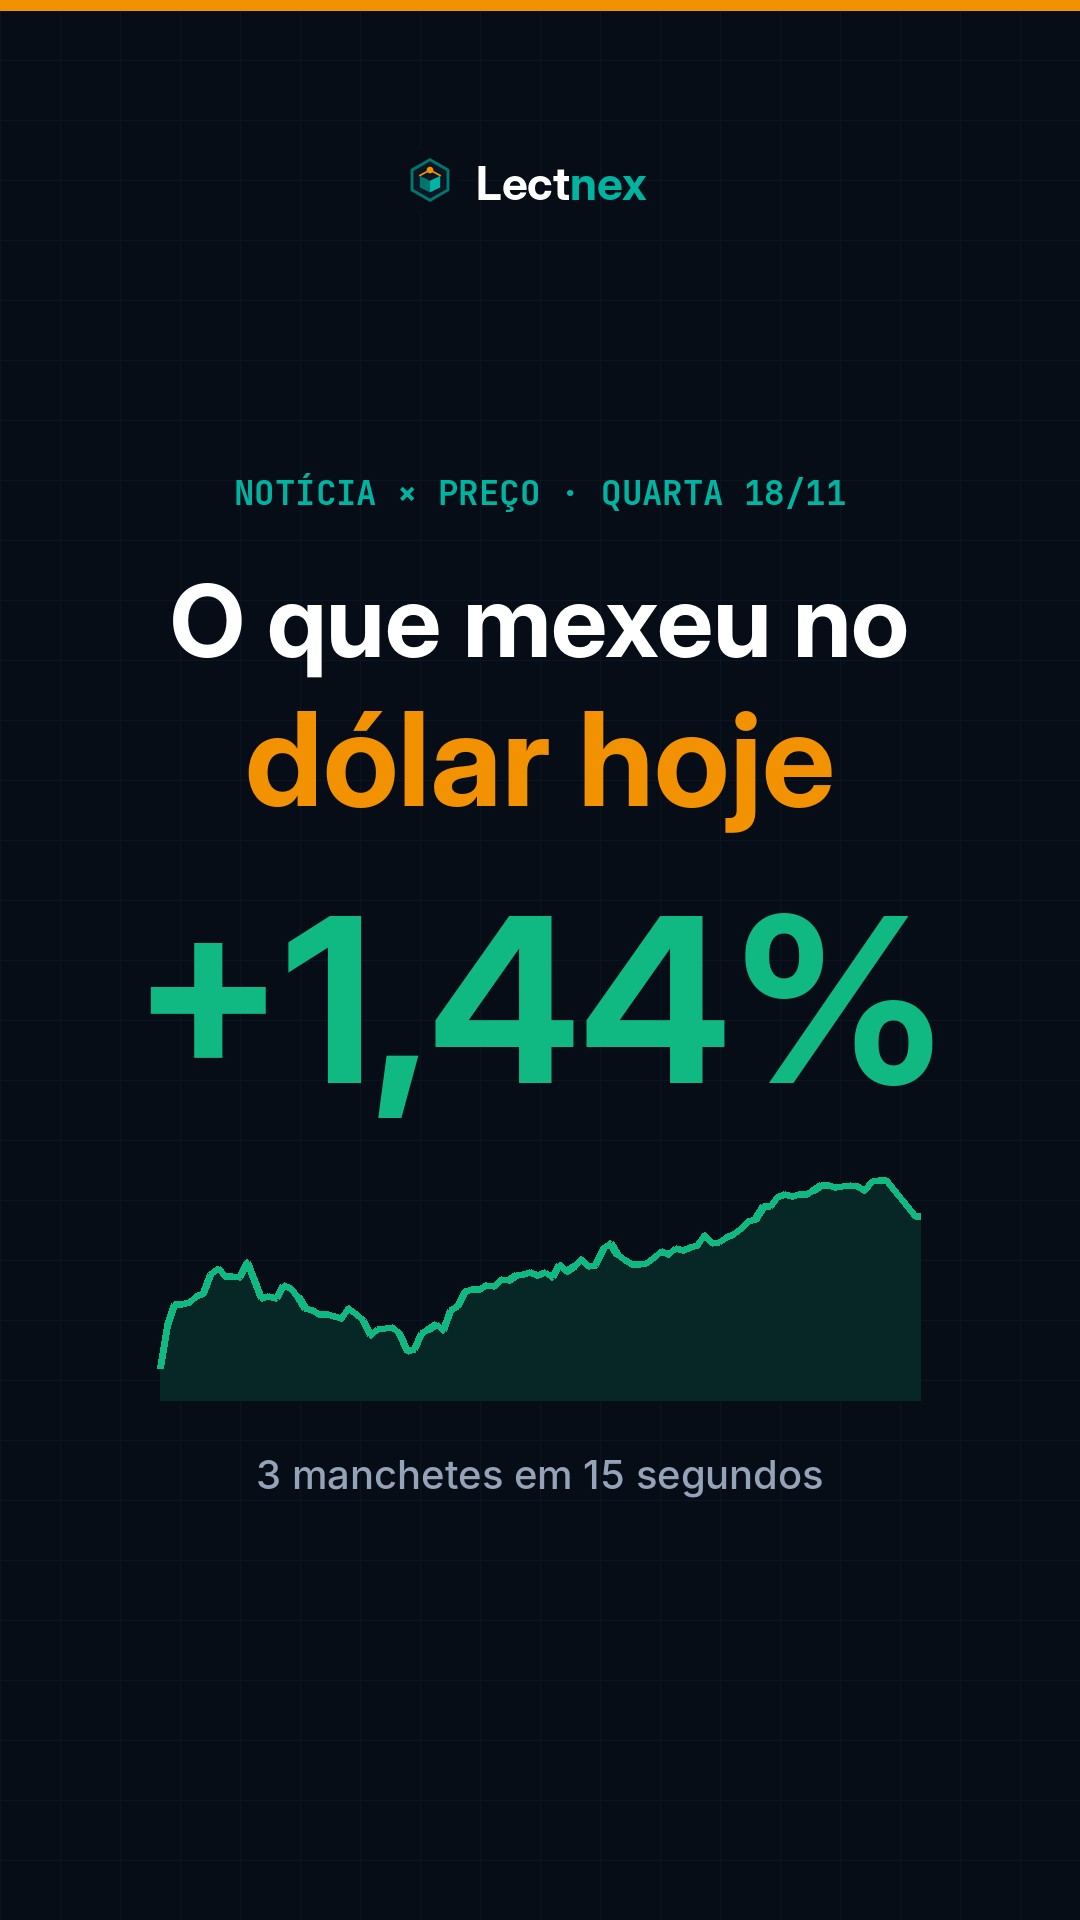 Lectnex
NOTÍCIA × PREÇO · QUARTA 18/11
O que mexeu no
dólar hoje
+1,44%
3 manchetes em 15 segundos